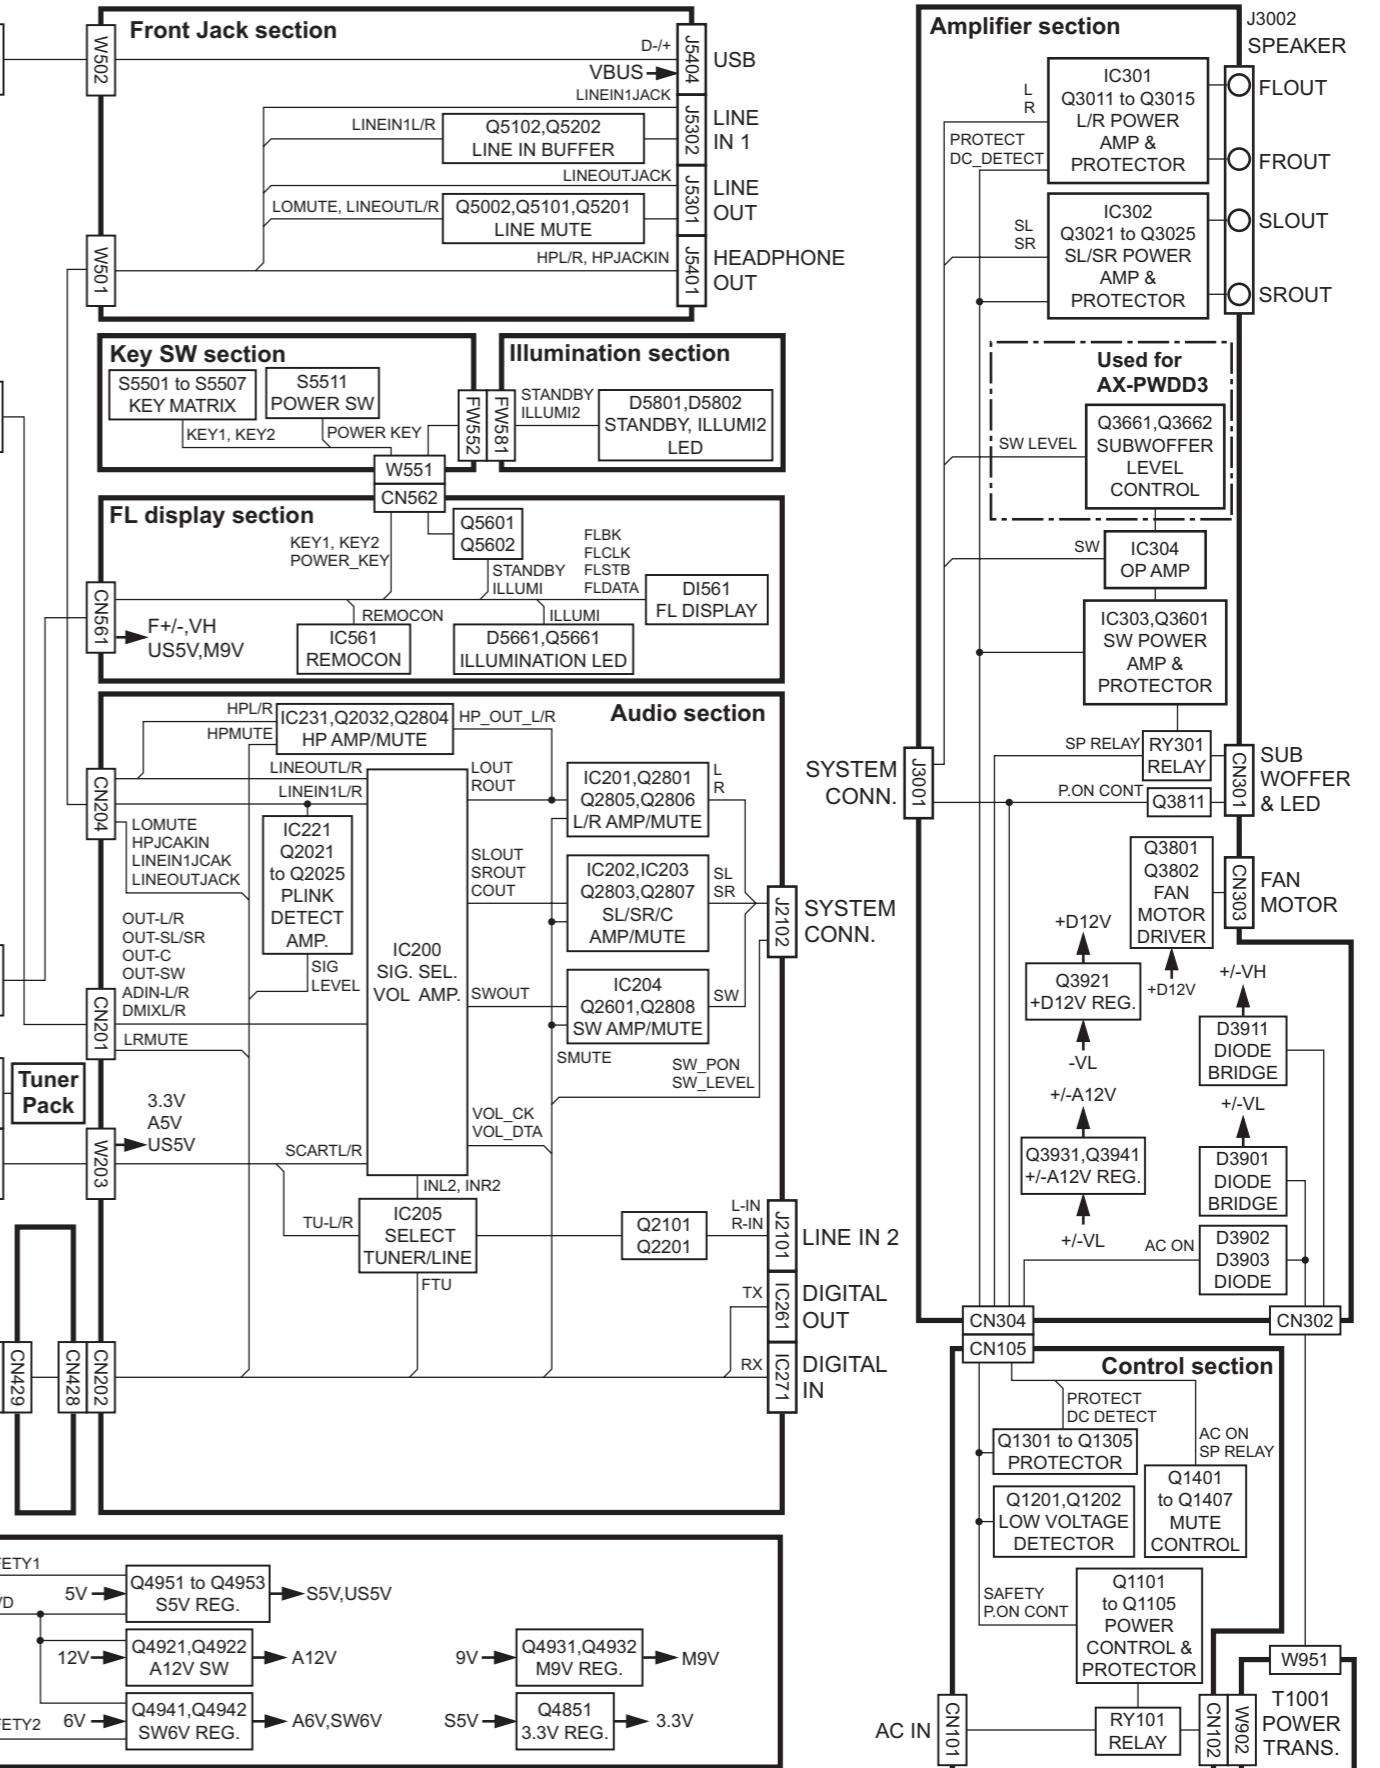 Front Jack section
W502
D-/+
VBUS
J5404
USB
LINEIN1JACK
LINEIN1L/R
Q5102,Q5202
LINE IN BUFFER
J5302
LINE
IN 1
LINEOUTJACK
LOMUTE, LINEOUTL/R
Q5002,Q5101,Q5201
LINE MUTE
J5301
LINE
OUT
W501
HPL/R, HPJACKIN
J5401
HEADPHONE
OUT
Key SW section
S5501 to S5507
KEY MATRIX
S5511
POWER SW
KEY1, KEY2
POWER KEY
FW552
W551
Illumination section
FW581
STANDBY
ILLUMI2
D5801,D5802
STANDBY, ILLUMI2
LED
CN562
FL display section
Q5601
Q5602
KEY1, KEY2
POWER_KEY
STANDBY
ILLUMI
FLBK
FLCLK
FLSTB
FLDATA
DI561
FL DISPLAY
CN561
F+/-,VH
US5V,M9V
REMOCON
IC561
REMOCON
ILLUMI
D5661,Q5661
ILLUMINATION LED
Audio section
HPL/R
HPMUTE
IC231,Q2032,Q2804
HP AMP/MUTE
HP_OUT_L/R
CN204
LINEOUTL/R
LINEIN1L/R
LOUT
ROUT
IC201,Q2801
Q2805,Q2806
L/R AMP/MUTE
L
R
LOMUTE
HPJCAKIN
LINEIN1JCAK
LINEOUTJACK
IC221
Q2021
to Q2025
PLINK
DETECT
AMP.
SLOUT
SROUT
COUT
IC202,IC203
Q2803,Q2807
SL/SR/C
AMP/MUTE
SL
SR
J2102
SYSTEM
CONN.
OUT-L/R
OUT-SL/SR
OUT-C
OUT-SW
ADIN-L/R
DMIXL/R
SIG
LEVEL
IC200
SIG. SEL.
VOL AMP.
SWOUT
IC204
Q2601,Q2808
SW AMP/MUTE
SW
CN201
LRMUTE
SMUTE
SW_PON
SW_LEVEL
Tuner
Pack
3.3V
A5V
US5V
VOL_CK
VOL_DTA
W203
SCARTL/R
INL2, INR2
TU-L/R
IC205
SELECT
TUNER/LINE
Q2101
Q2201
L-IN
R-IN
J2101
LINE IN 2
FTU
TX
IC261
DIGITAL
OUT
CN429
CN428
CN202
RX
IC271
DIGITAL
IN
ETY1
5V
Q4951 to Q4953
S5V REG.
S5V,US5V
/D
12V
Q4921,Q4922
A12V SW
A12V
9V
Q4931,Q4932
M9V REG.
M9V
ETY2
6V
Q4941,Q4942
SW6V REG.
A6V,SW6V
S5V
Q4851
3.3V REG.
3.3V
Amplifier section
J3002
SPEAKER
L
R
IC301
Q3011 to Q3015
L/R POWER
AMP &
PROTECTOR
FLOUT
PROTECT
DC_DETECT
FROUT
SL
SR
IC302
Q3021 to Q3025
SL/SR POWER
AMP &
PROTECTOR
SLOUT
SROUT
Used for
AX-PWDD3
SW LEVEL
Q3661,Q3662
SUBWOFFER
LEVEL
CONTROL
SW
IC304
OP AMP
IC303,Q3601
SW POWER
AMP &
PROTECTOR
SYSTEM
CONN.
J3001
SP RELAY
RY301
RELAY
P.ON CONT
Q3811
CN301
SUB
WOFFER
& LED
Q3801
Q3802
FAN
MOTOR
DRIVER
CN303
FAN
MOTOR
+D12V
Q3921
+D12V REG.
-VL
+D12V
+/-VH
D3911
DIODE
BRIDGE
+/-A12V
Q3931,Q3941
+/-A12V REG.
+/-VL
+/-VL
D3901
DIODE
BRIDGE
AC ON
D3902
D3903
DIODE
CN304
CN302
CN105
Control section
PROTECT
DC DETECT
Q1301 to Q1305
PROTECTOR
AC ON
SP RELAY
Q1201,Q1202
LOW VOLTAGE
DETECTOR
Q1401
to Q1407
MUTE
CONTROL
SAFETY
P.ON CONT
Q1101
to Q1105
POWER
CONTROL &
PROTECTOR
W951
AC IN
CN101
RY101
RELAY
CN102
W902
T1001
POWER
TRANS.